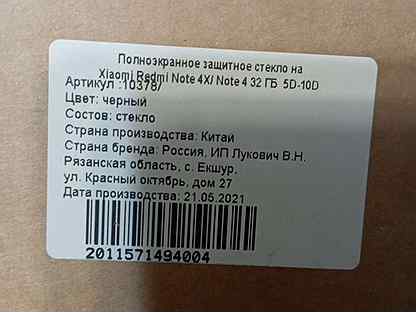 Полноэкранное защитное стекло на
Xiaomi Redmi Note 4X/ Note 4 32 ГБ 5D-10D
Артикул :10378/
Цвет: черный
Состов: стекло
Страна производства: Китай
Страна бренда: Россия, ИП Лукович В.Н.
Рязанская область, с. Екшур.
ул. Красный октябрь, дом 27
Дата производства: 21.05.2021
2011571494004